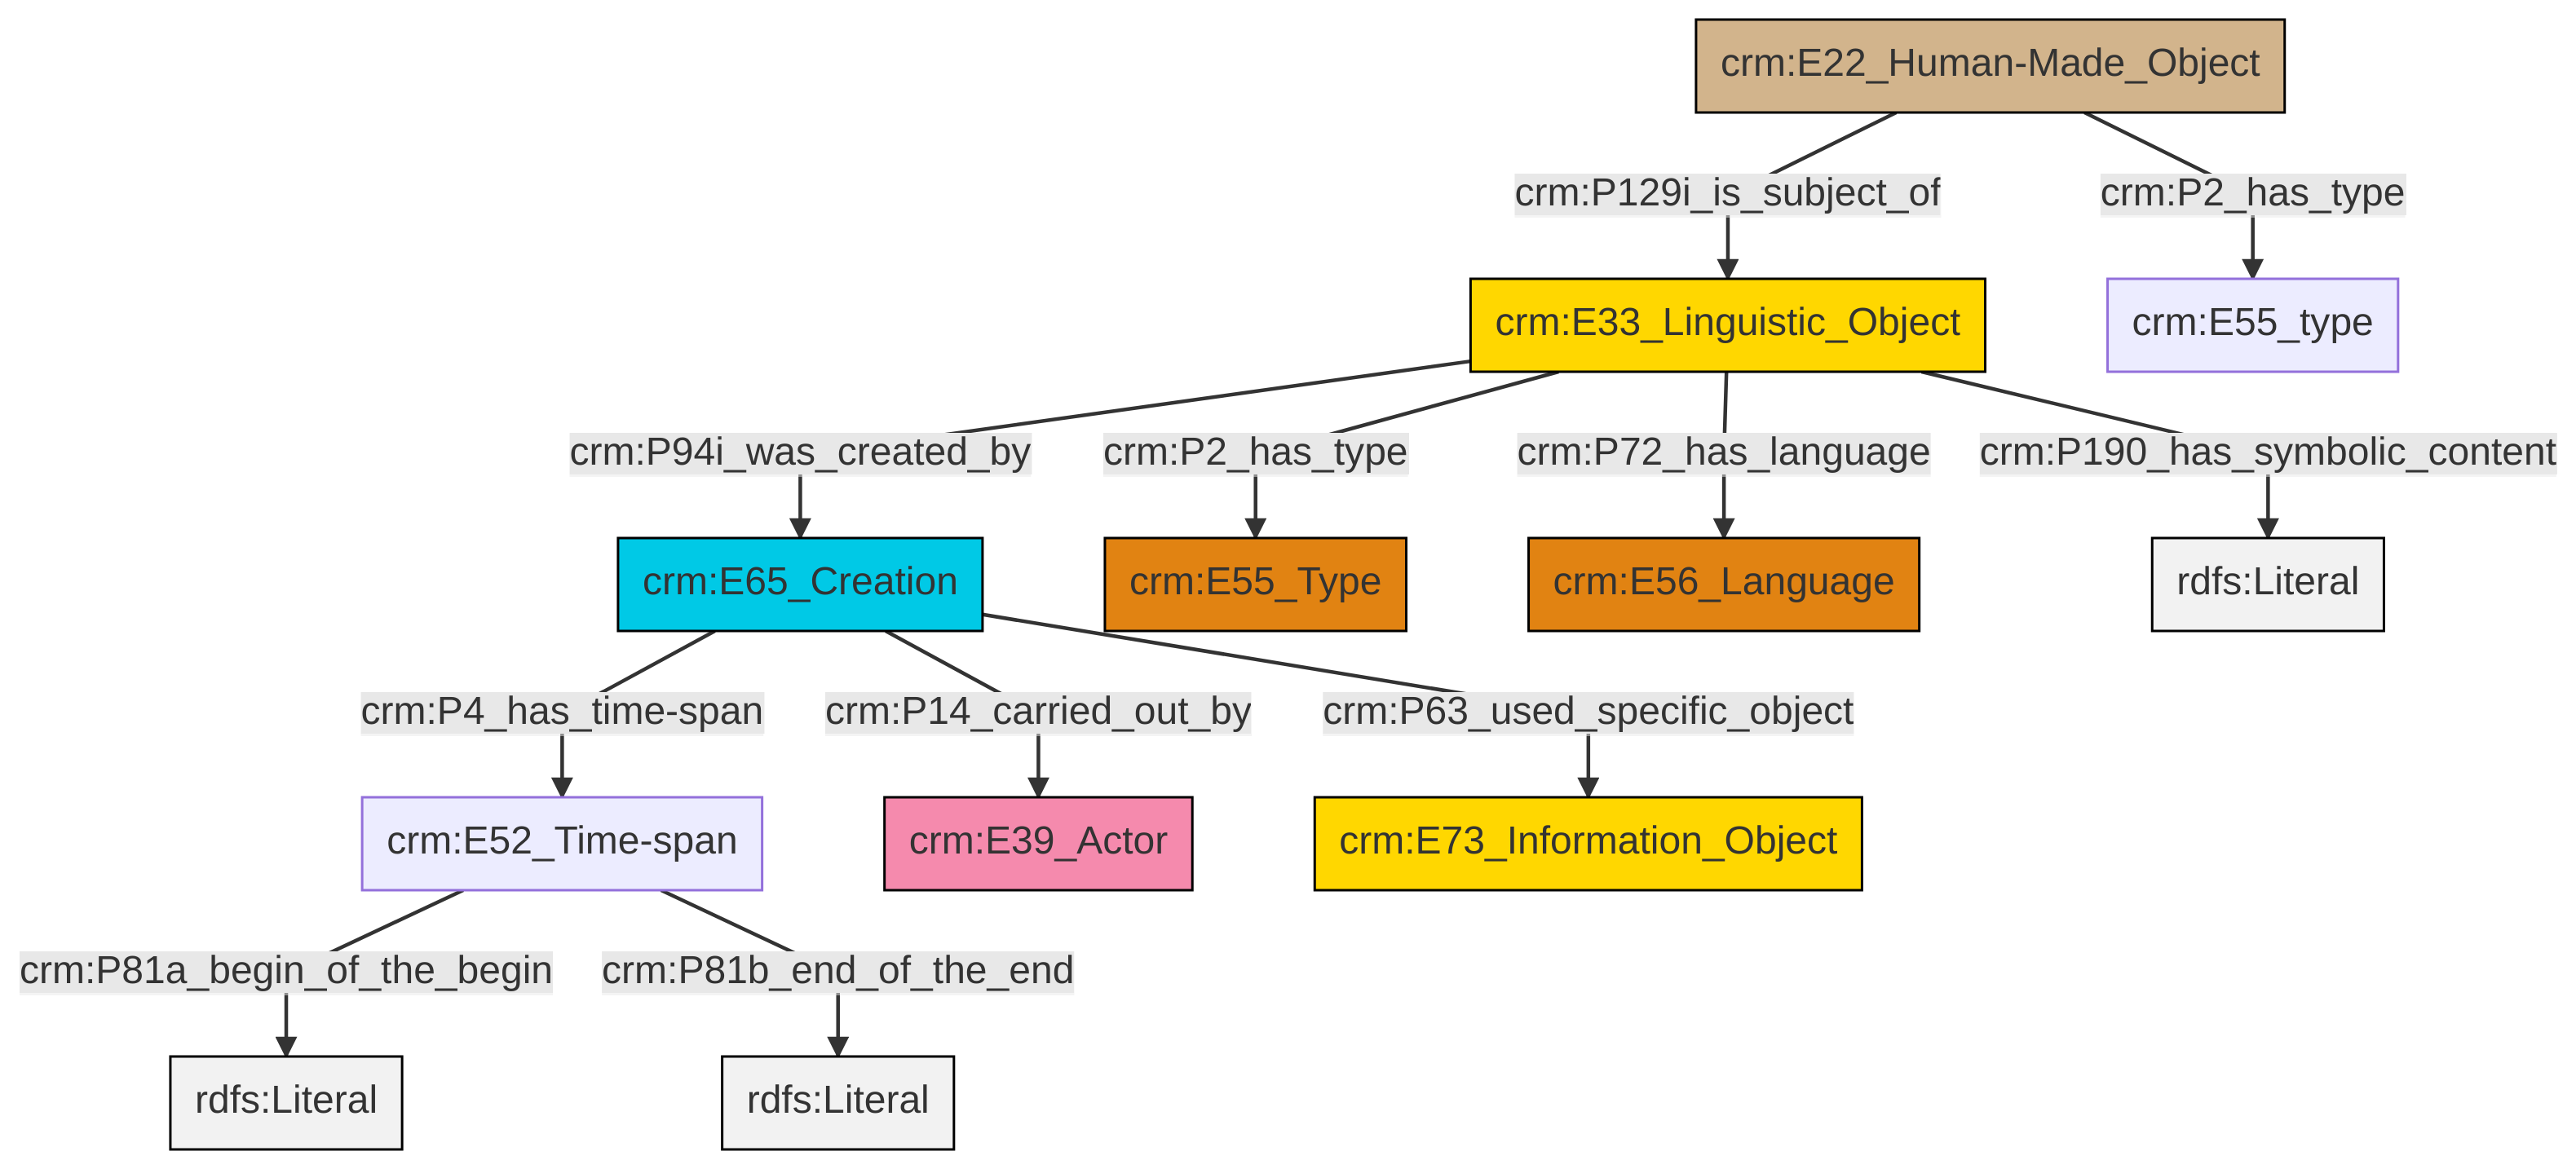 crm:E22_Human-Made_Object
crm:P129i_is_subject_of
crm:P2_has_type
crm:E33_Linguistic_Object
crm:E55_type
crm:P94i_was_created_by
crm:P2_has_type
crm:P72_has_language
crm:P190_has_symbolic_content
crm:E65_Creation
crm:E55_Type
crm:E56_Language
rdfs:Literal
crm:P4_has_time-span
crm:P14_carried_out_by
crm:P63_used_specific_object
crm:E52_Time-span
crm:E39_Actor
crm:E73_Information_Object
crm:P81a_begin_of_the_begin
crm:P81b_end_of_the_end
rdfs:Literal
rdfs:Literal